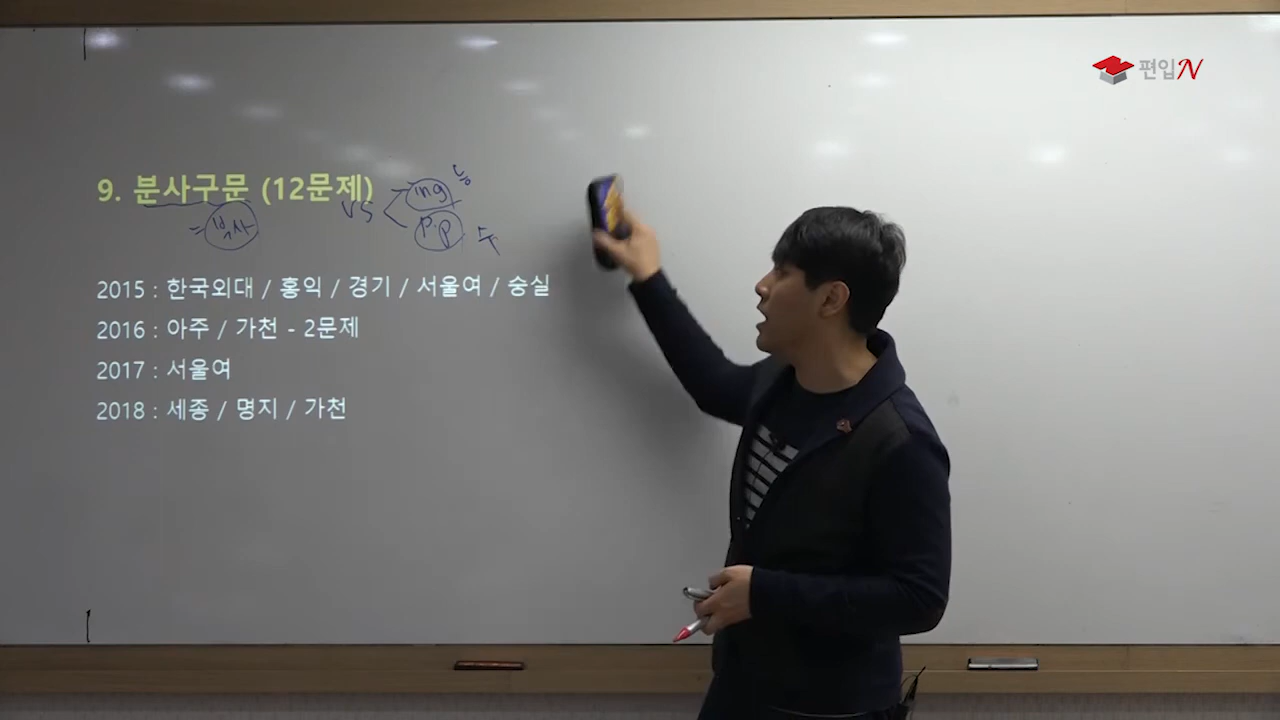 편입N
9. 분사구문 (12문제)
= 부사
VS
ing 능
p.p 수
2015 : 한국외대 / 홍익 / 경기 / 서울여 / 숭실
2016 : 아주 / 가천 - 2문제
2017 : 서울여
2018 : 세종 / 명지 / 가천